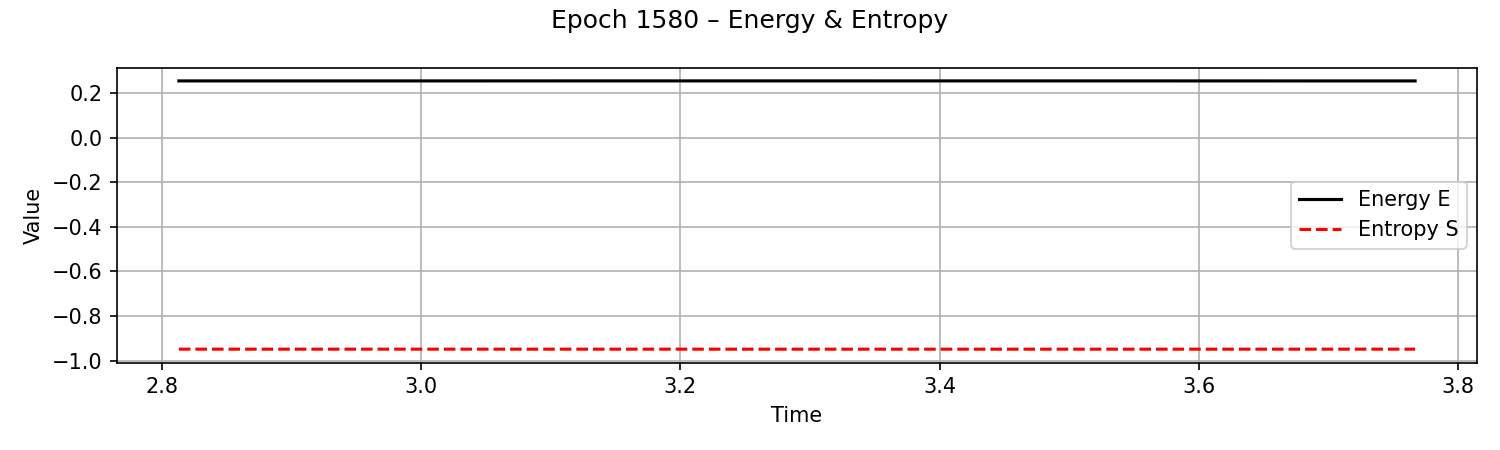 Epoch 1580 – Energy & Entropy
0.2
0.0
−0.2
−0.4
−0.6
−0.8
−1.0
Value
Energy E
Entropy S
2.8 3.0 3.2 3.4 3.6 3.8
Time